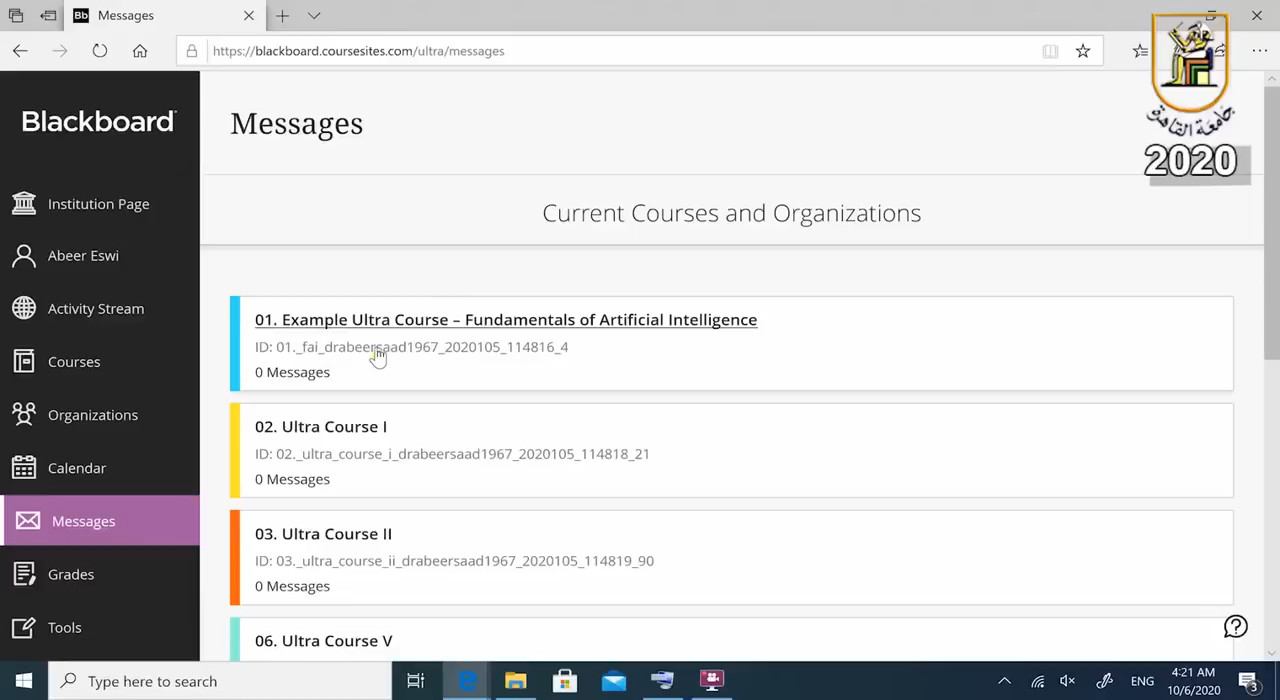 Messages
https://blackboard.coursesites.com/ultra/messages
Blackboard
Institution Page
Abeer Eswi
Activity Stream
Courses
Organizations
Calendar
Messages
Grades
Tools
Messages
جامعة القاهرة
2020
Current Courses and Organizations
01. Example Ultra Course – Fundamentals of Artificial Intelligence
ID: 01._fai_drabeersaad1967_2020105_114816_4
0 Messages
02. Ultra Course I
ID: 02._ultra_course_i_drabeersaad1967_2020105_114818_21
0 Messages
03. Ultra Course II
ID: 03._ultra_course_ii_drabeersaad1967_2020105_114819_90
0 Messages
06. Ultra Course V
Type here to search
ENG
4:21 AM
10/6/2020
3